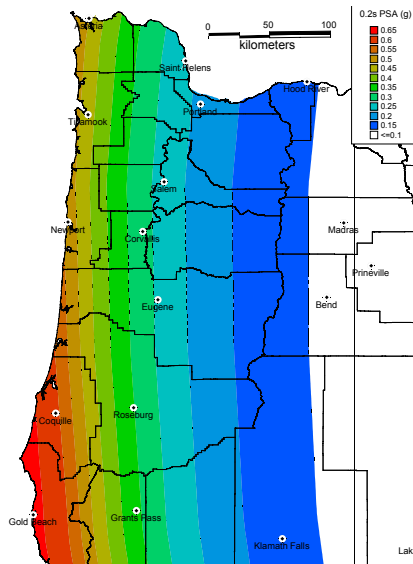 0.2s PSA (g)
0.65
0.6
0.55
0.5
0.45
0.4
0.35
0.3
0.25
0.2
0.15
<=0.1
0 40 80 100
kilometers
Astoria
Saint Helens
Hood River
Portland
Tillamook
Salem
Newport
Corvallis
Madras
Prineville
Eugene
Bend
Coquille
Roseburg
Gold Beach
Grants Pass
Klamath Falls
Lak